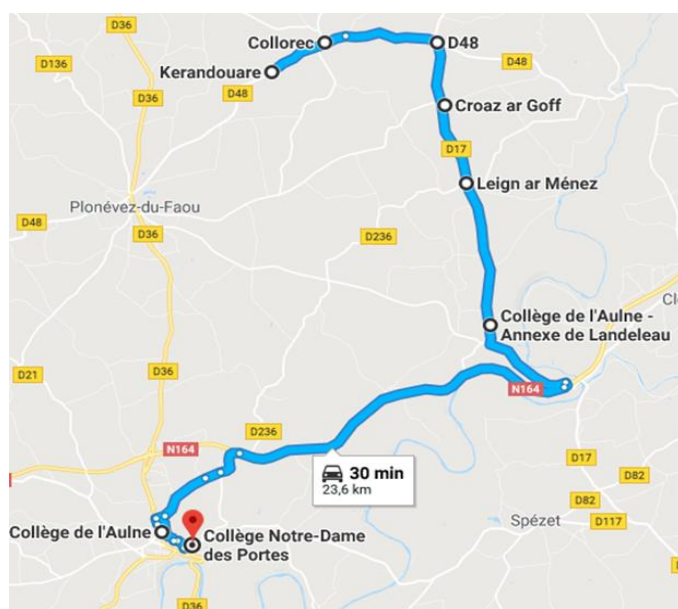 D36
Collorec
D48
D136
Kerandouare
D48
D48
D36
Croaz ar Goff
D17
Leign ar Ménez
Plonévez-du-Faou
D48
D36
D236
Collège de l'Aulne -
Annexe de Landeleau
D21
D36
N164
D236
N164
D17
30 min
23,6 km
D82
D82
Spézet
D117
Collège de l'Aulne
Collège Notre-Dame
des Portes
D36